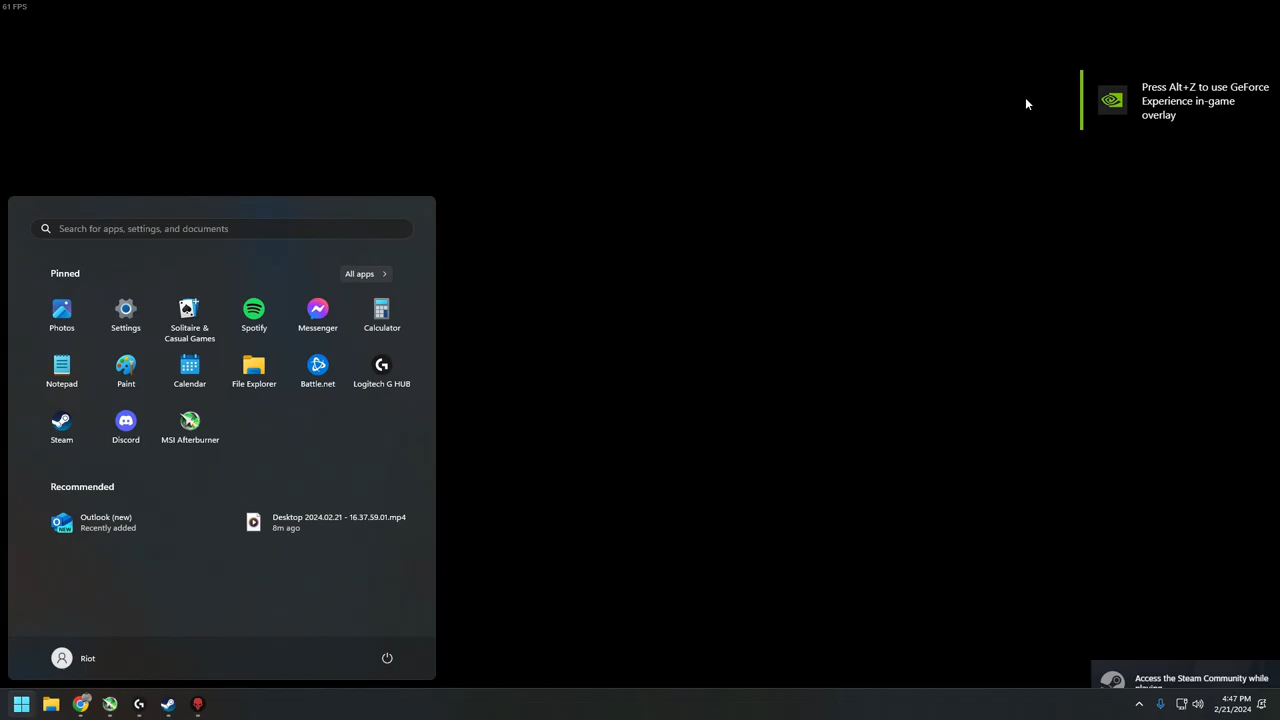 61 FPS
Press Alt+Z to use GeForce
Experience in-game
overlay
Search for apps, settings, and documents
Pinned
All apps
Photos
Settings
Solitaire &
Casual Games
Spotify
Messenger
Calculator
Notepad
Paint
Calendar
File Explorer
Battle.net
Logitech G HUB
Steam
Discord
MSI Afterburner
Recommended
Outlook (new)
Recently added
Desktop 2024.02.21 - 16.37.59.01.mp4
8m ago
Riot
Access the Steam Community while
4:47 PM
2/21/2024